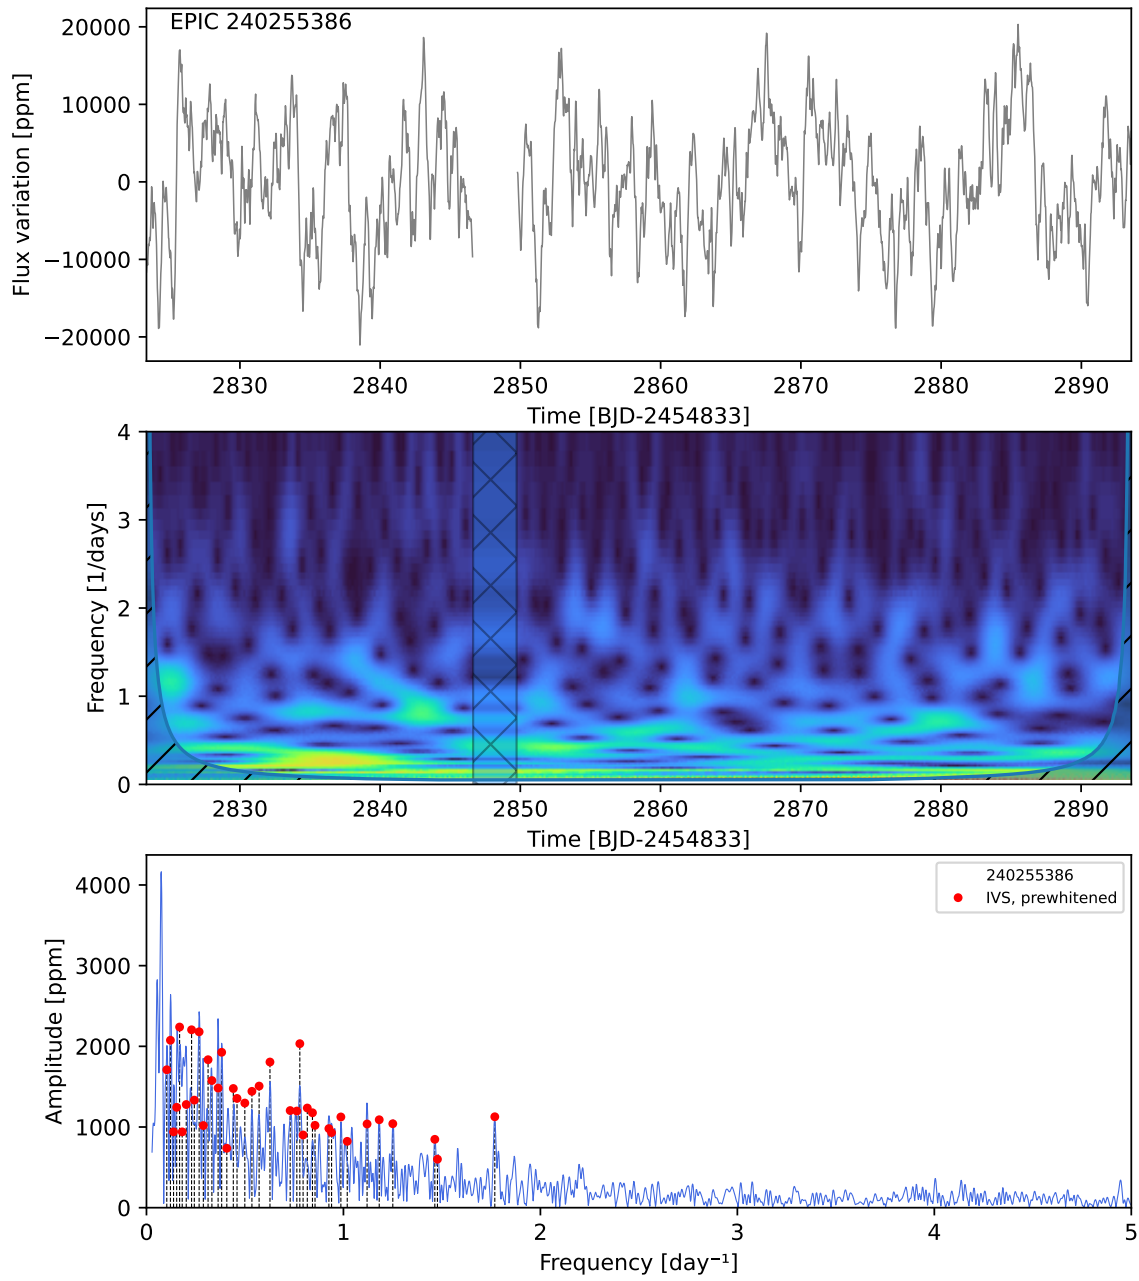 EPIC 240255386
20000
10000
0
−10000
−20000
Flux variation [ppm]
2830 2840 2850 2860 2870 2880 2890
Time [BJD-2454833]
4
3
2
1
0
Frequency [1/days]
2830 2840 2850 2860 2870 2880 2890
Time [BJD-2454833]
240255386
IVS, prewhitened
4000
3000
2000
1000
0
Amplitude [ppm]
0 1 2 3 4 5
Frequency [day⁻¹]